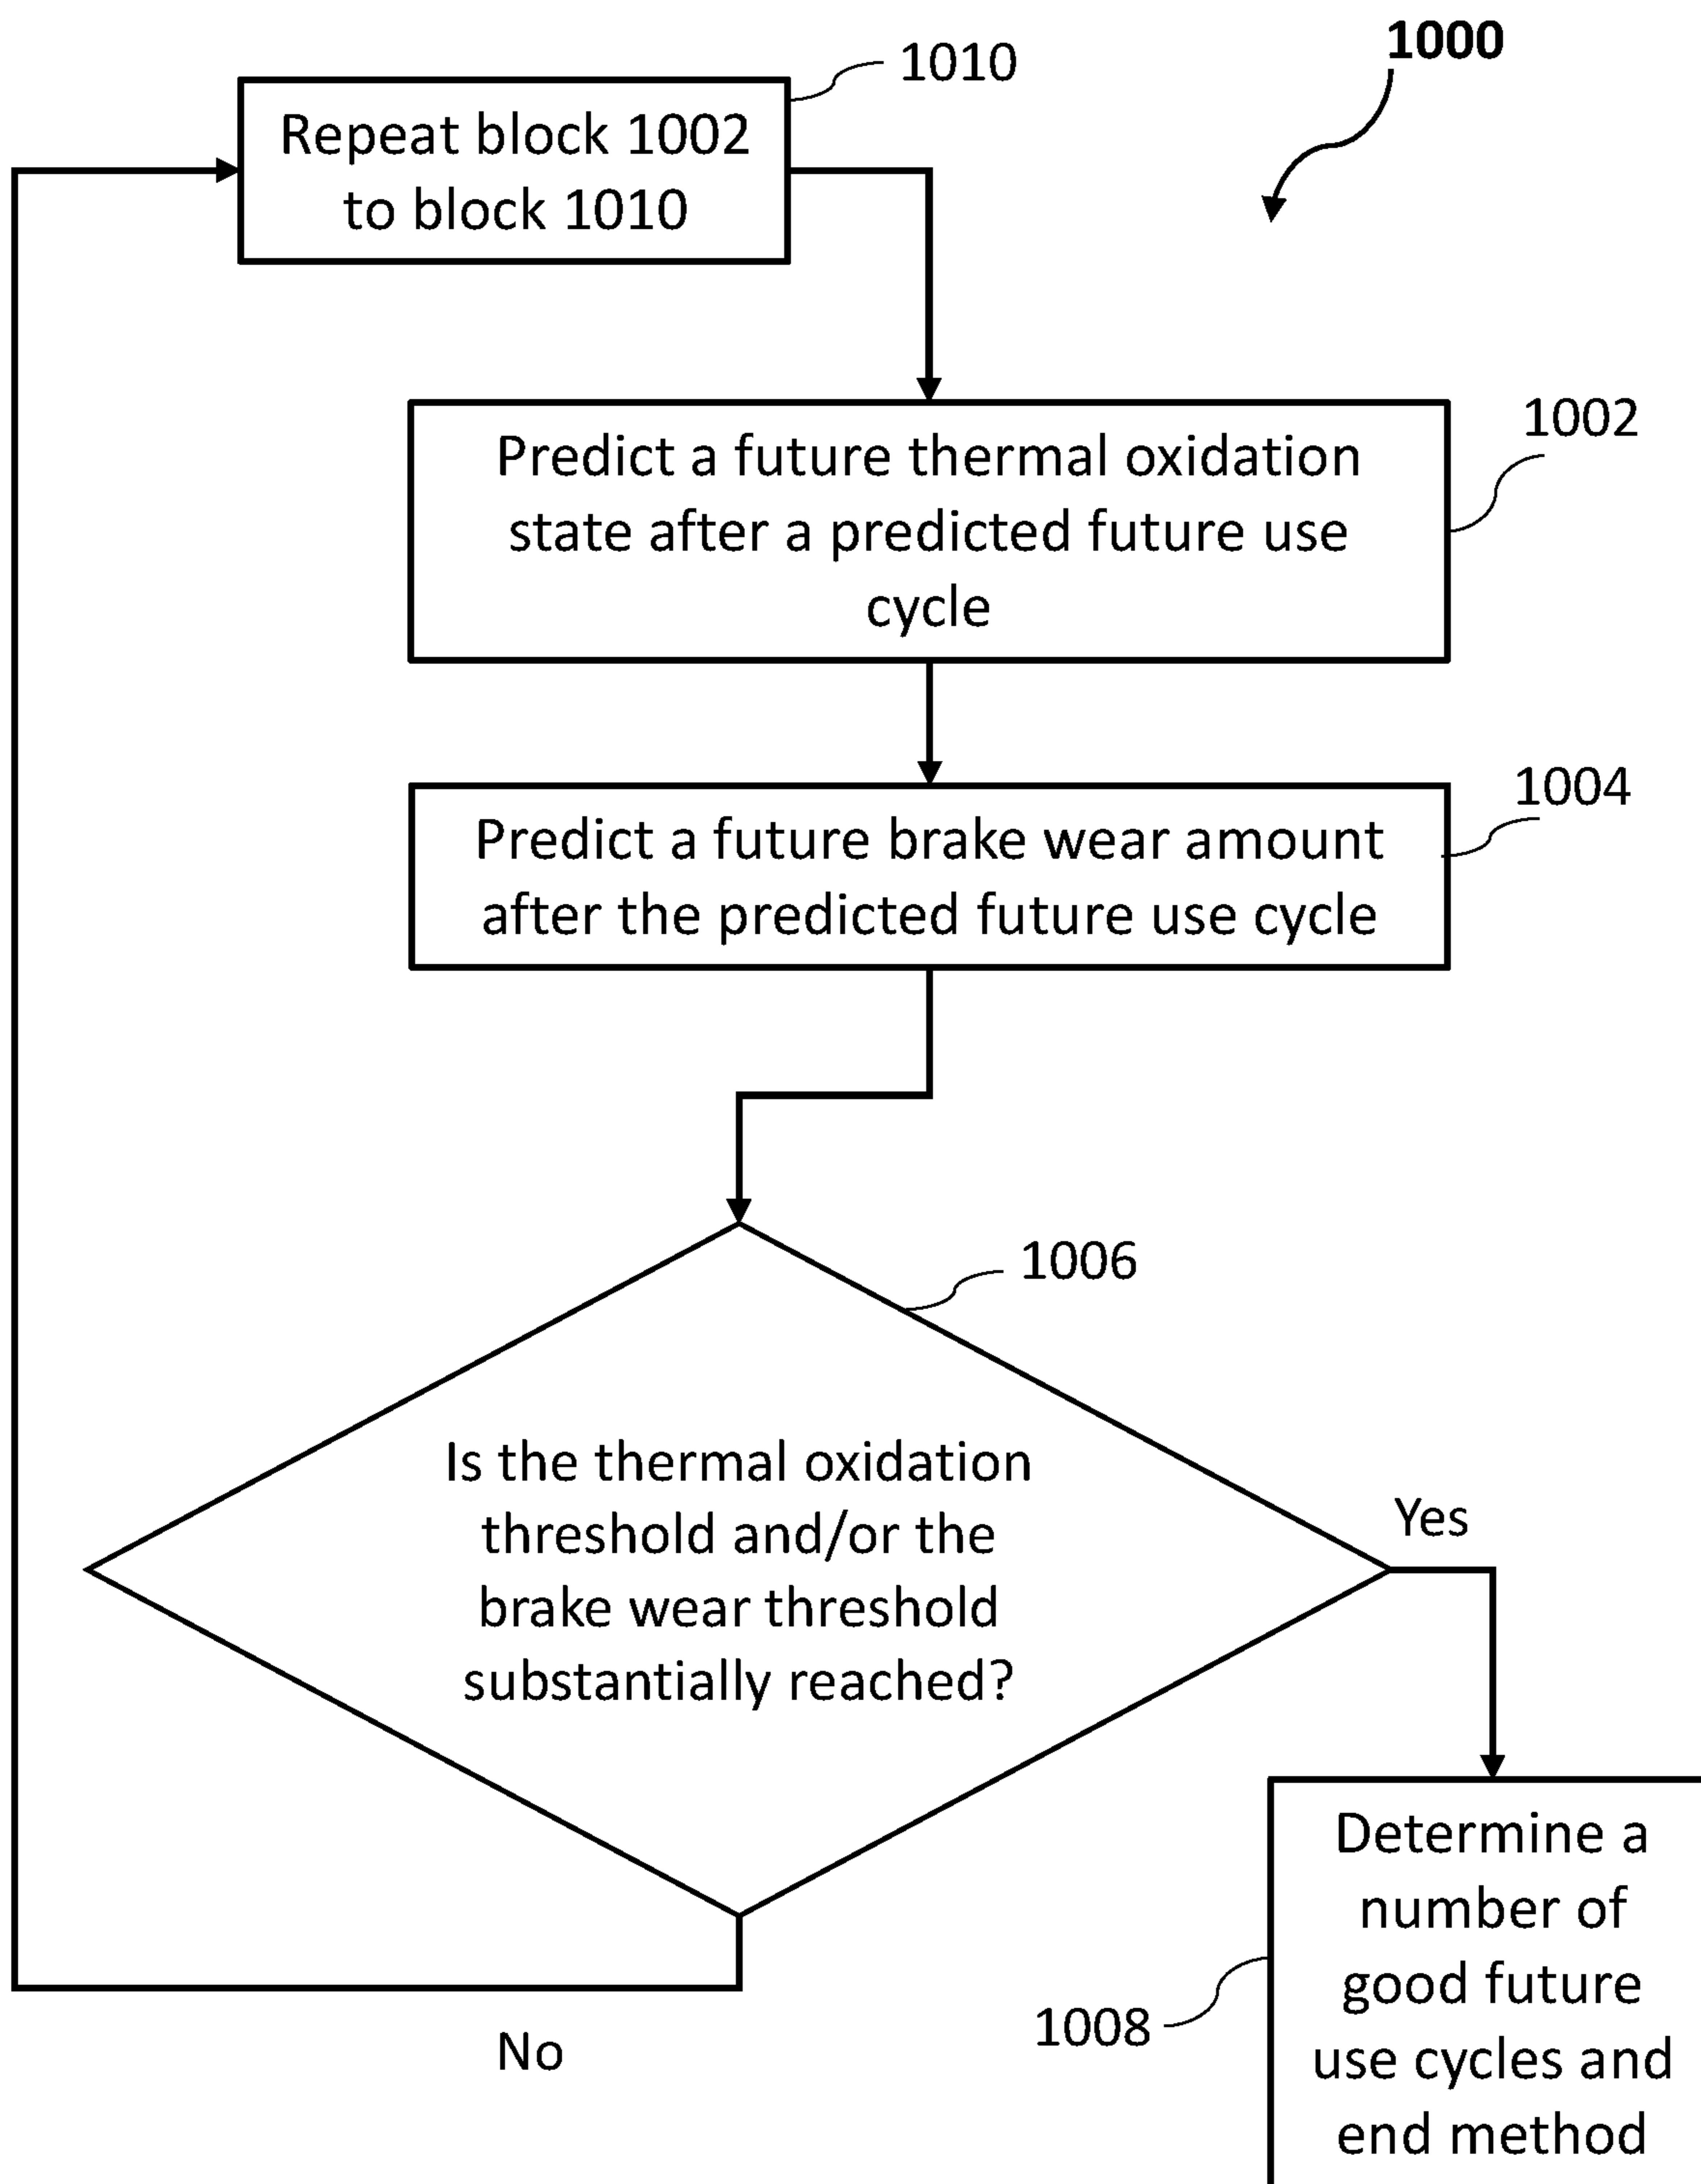 1000
1010
Repeat block 1002
to block 1010
1002
Predict a future thermal oxidation
state after a predicted future use
cycle
1004
Predict a future brake wear amount
after the predicted future use cycle
1006
Is the thermal oxidation
threshold and/or the
brake wear threshold
substantially reached?
Yes
No
1008
Determine a
number of
good future
use cycles and
end method